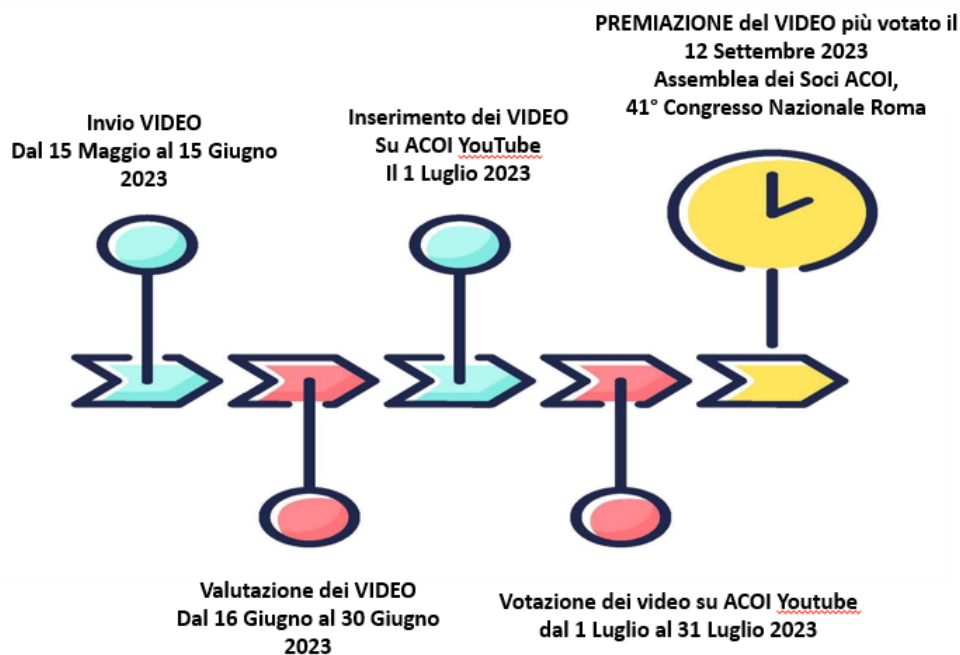 Invio VIDEO
Dal 15 Maggio al 15 Giugno
2023
Valutazione dei VIDEO
Dal 16 Giugno al 30 Giugno
2023
Inserimento dei VIDEO
Su ACOI YouTube
Il 1 Luglio 2023
Votazione dei video su ACOI Youtube
dal 1 Luglio al 31 Luglio 2023
PREMIAZIONE del VIDEO più votato il
12 Settembre 2023
Assemblea dei Soci ACOI,
41° Congresso Nazionale Roma